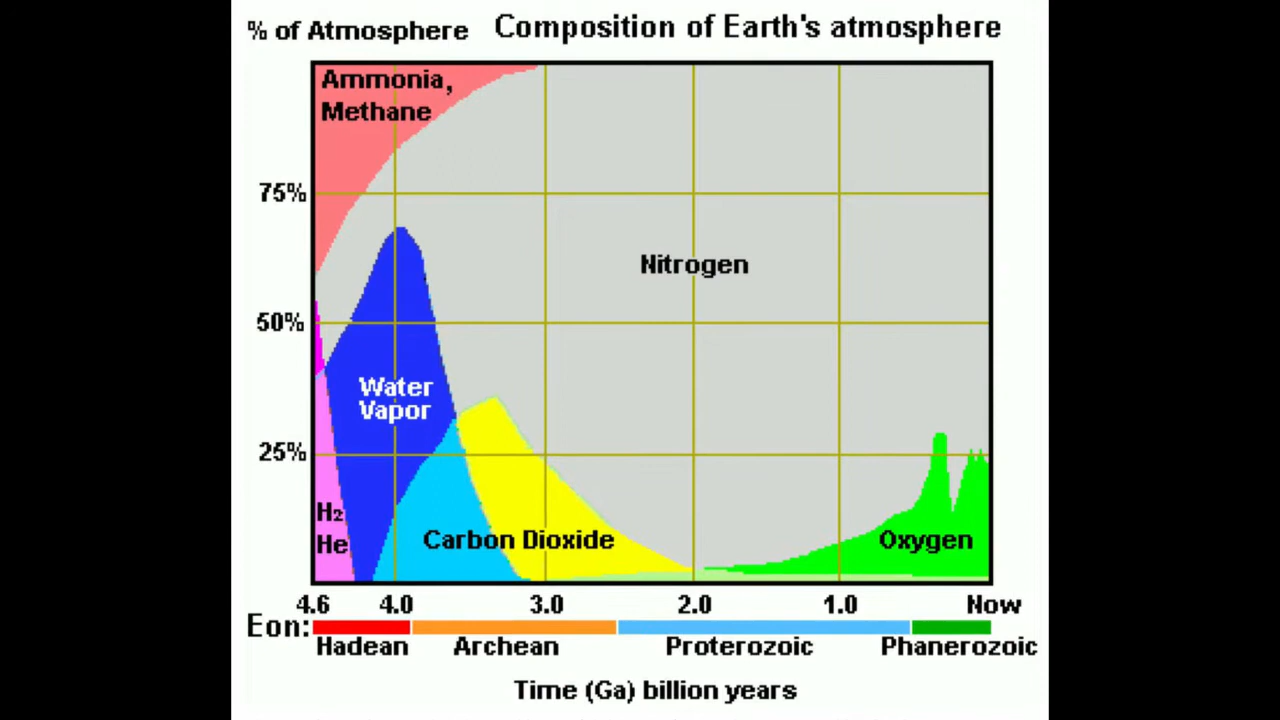 % of Atmosphere
Composition of Earth's atmosphere
Ammonia,
Methane
75%
Nitrogen
50%
Water
Vapor
25%
H₂
He
Carbon Dioxide
Oxygen
4.6 4.0 3.0 2.0 1.0 Now
Eon:
Hadean Archean Proterozoic Phanerozoic
Time (Ga) billion years